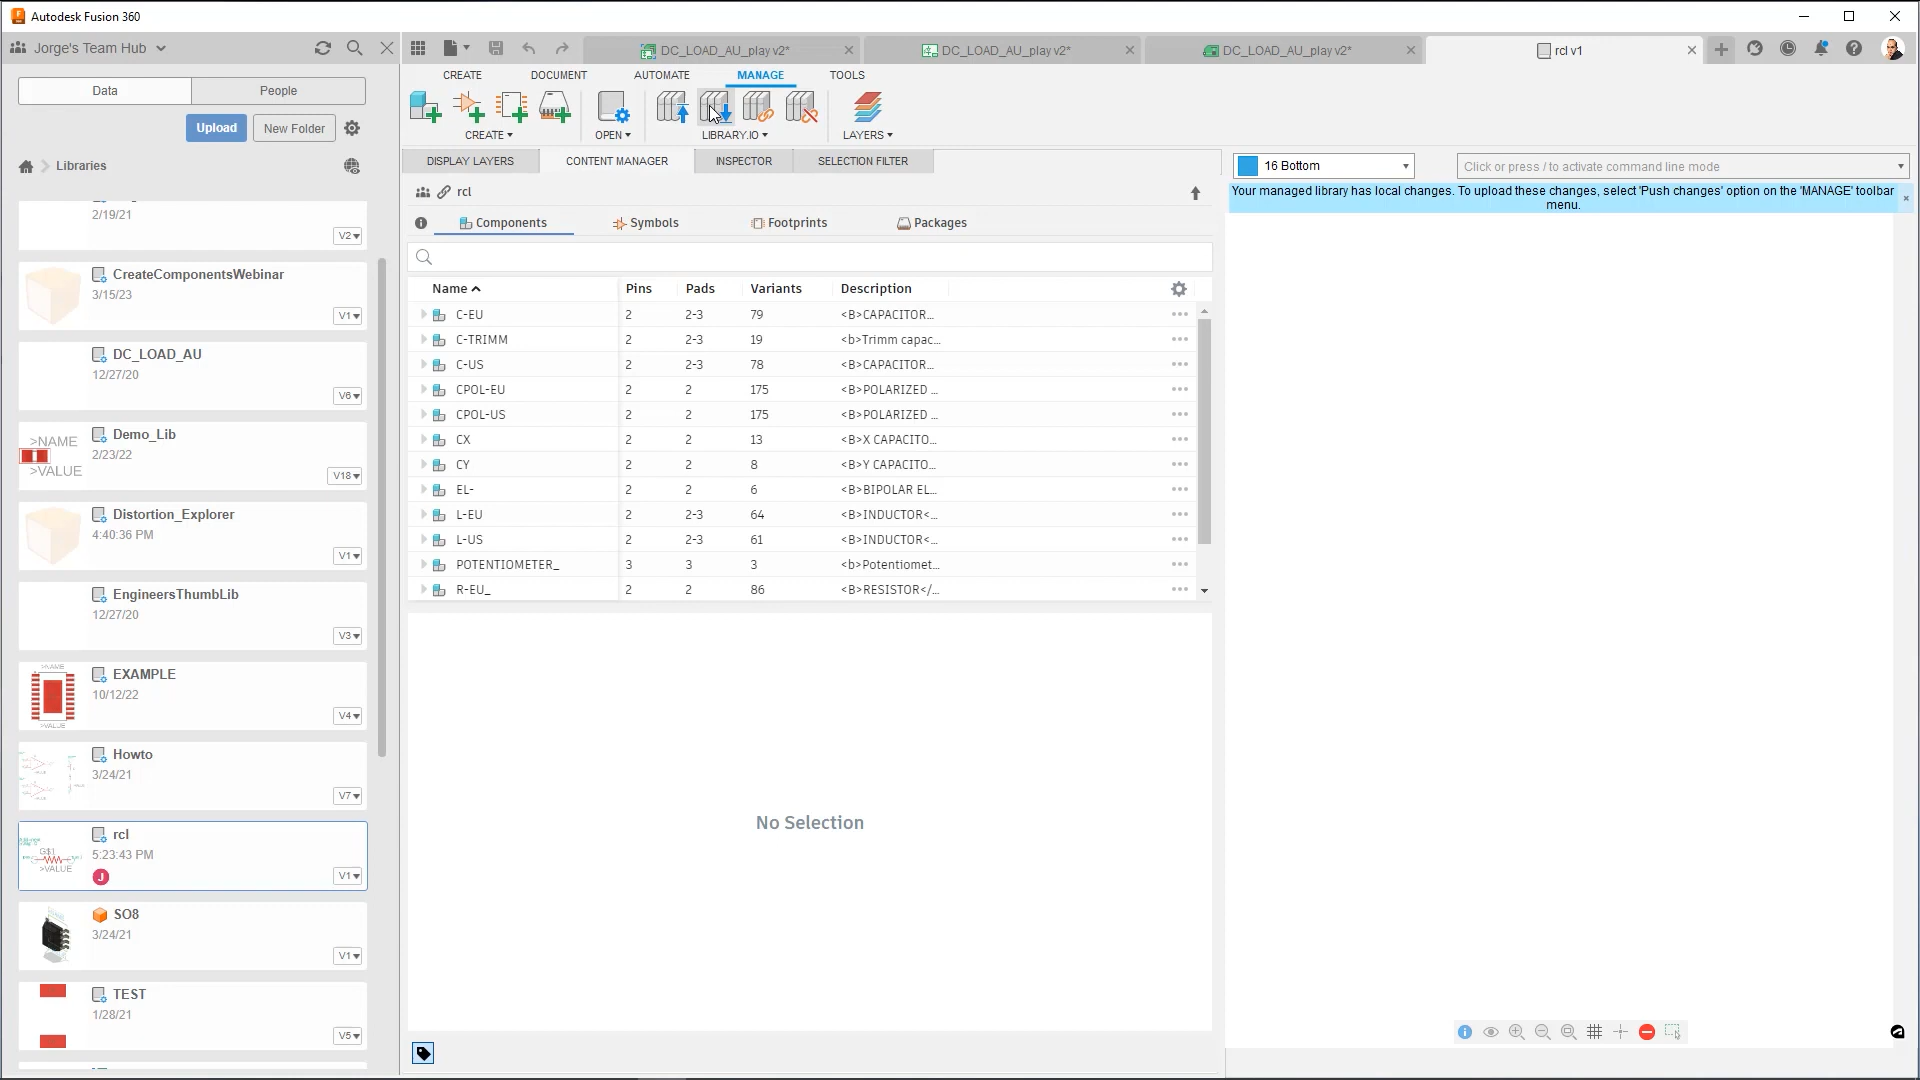 Autodesk Fusion 360
Jorge's Team Hub
DC_LOAD_AU_play v2*
DC_LOAD_AU_play v2*
DC_LOAD_AU_play v2*
rcl v1
Data
People
Upload
New Folder
Libraries
2/19/21
V2
CreateComponentsWebinar
3/15/23
V1
DC_LOAD_AU
12/27/20
V6
>NAME
>VALUE
Demo_Lib
2/23/22
V18
Distortion_Explorer
4:40:36 PM
V1
EngineersThumbLib
12/27/20
V3
>NAME
>VALUE
EXAMPLE
10/12/22
V4
Howto
3/24/21
V7
G$1
>VALUE
rcl
5:23:43 PM
J
V1
SO8
3/24/21
V1
TEST
1/28/21
V5
CREATE
DOCUMENT
AUTOMATE
MANAGE
TOOLS
CREATE
OPEN
LIBRARY.IO
LAYERS
DISPLAY LAYERS
CONTENT MANAGER
INSPECTOR
SELECTION FILTER
rcl
Components
Symbols
Footprints
Packages
Name Pins Pads Variants Description
C-EU 2 2-3 79 <B>CAPACITOR...
C-TRIMM 2 2-3 19 <b>Trimm capac...
C-US 2 2-3 78 <B>CAPACITOR...
CPOL-EU 2 2 175 <B>POLARIZED ...
CPOL-US 2 2 175 <B>POLARIZED ...
CX 2 2 13 <B>X CAPACITO...
CY 2 2 8 <B>Y CAPACITO...
EL- 2 2 6 <B>BIPOLAR EL...
L-EU 2 2-3 64 <B>INDUCTOR<...
L-US 2 2-3 61 <B>INDUCTOR<...
POTENTIOMETER_ 3 3 3 <b>Potentiomet...
R-EU_ 2 2 86 <B>RESISTOR</...
No Selection
16 Bottom
Click or press / to activate command line mode
Your managed library has local changes. To upload these changes, select 'Push changes' option on the 'MANAGE' toolbar
menu.